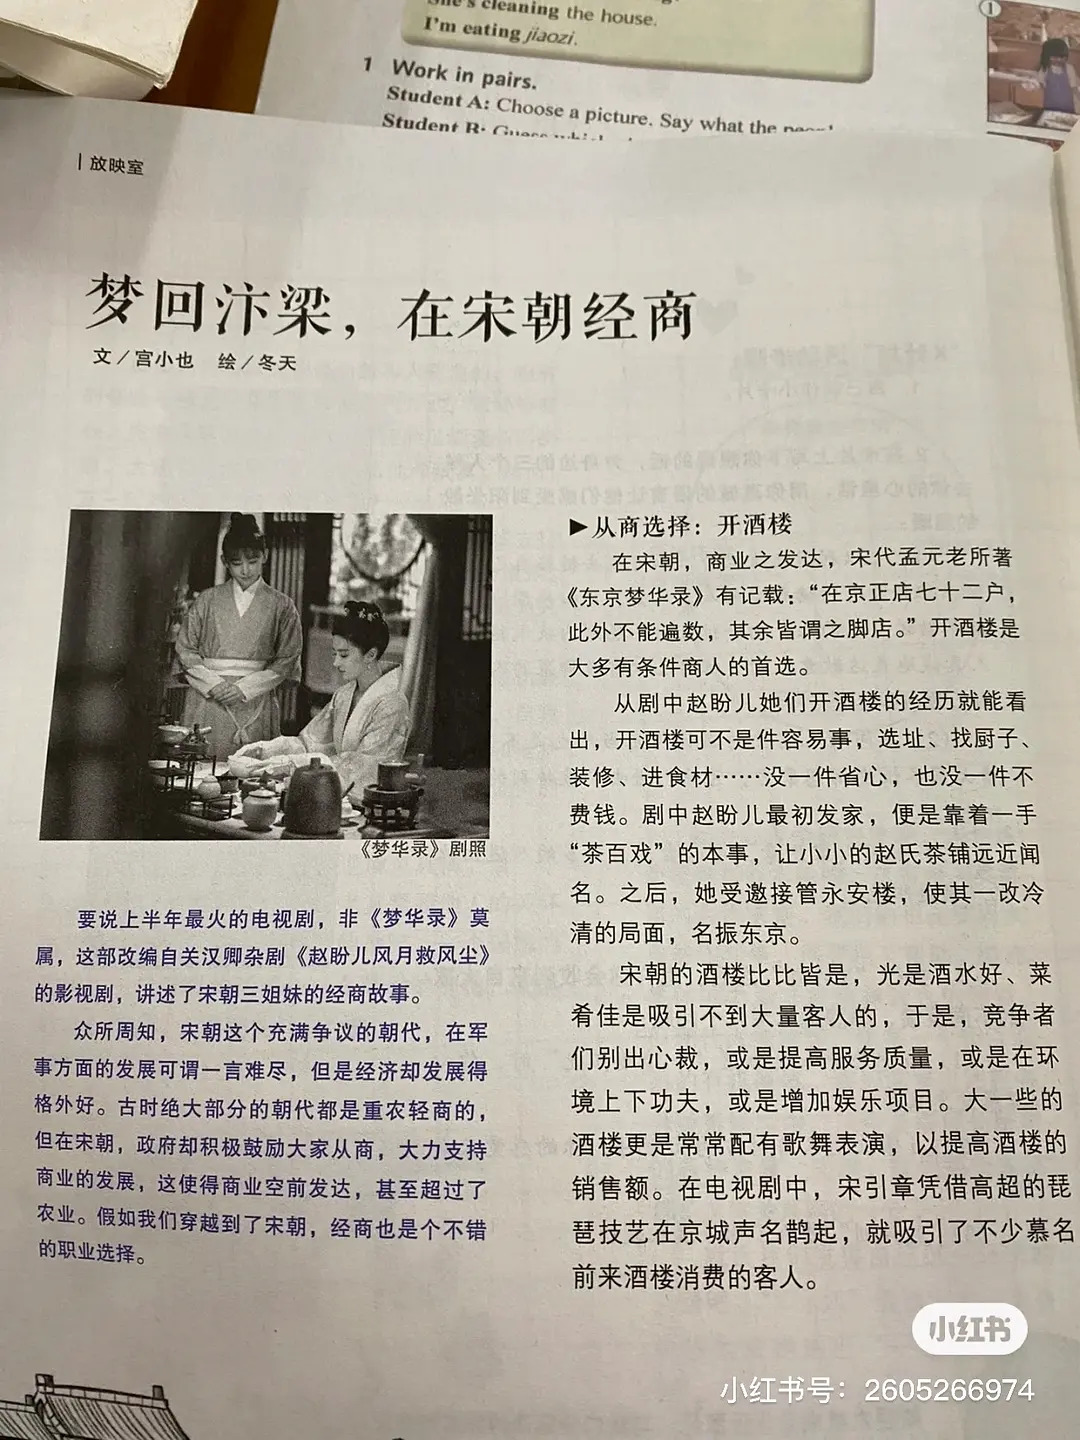 She's cleaning the house.
I'm eating jiaozi.
1 Work in pairs.
Student A: Choose a picture. Say what the
Student B: Guess
1
放映室
梦回汴梁，在宋朝经商
文／宫小也 绘／冬天
《梦华录》剧照
要说上半年最火的电视剧，非《梦华录》莫
属，这部改编自关汉卿杂剧《赵盼儿风月救风尘》
的影视剧，讲述了宋朝三姐妹的经商故事。
众所周知，宋朝这个充满争议的朝代，在军
事方面的发展可谓一言难尽，但是经济却发展得
格外好。古时绝大部分的朝代都是重农轻商的，
但在宋朝，政府却积极鼓励大家从商，大力支持
商业的发展，这使得商业空前发达，甚至超过了
农业。假如我们穿越到了宋朝，经商也是个不错
的职业选择。
▶从商选择：开酒楼
在宋朝，商业之发达，宋代孟元老所著
《东京梦华录》有记载：“在京正店七十二户，
此外不能遍数，其余皆谓之脚店。”开酒楼是
大多有条件商人的首选。
从剧中赵盼儿她们开酒楼的经历就能看
出，开酒楼可不是件容易事，选址、找厨子、
装修、进食材……没一件省心，也没一件不
费钱。剧中赵盼儿最初发家，便是靠着一手
“茶百戏”的本事，让小小的赵氏茶铺远近闻
名。之后，她受邀接管永安楼，使其一改冷
清的局面，名振东京。
宋朝的酒楼比比皆是，光是酒水好、菜
肴佳是吸引不到大量客人的，于是，竞争者
们别出心裁，或是提高服务质量，或是在环
境上下功夫，或是增加娱乐项目。大一些的
酒楼更是常常配有歌舞表演，以提高酒楼的
销售额。在电视剧中，宋引章凭借高超的琵
琶技艺在京城声名鹊起，就吸引了不少慕名
前来酒楼消费的客人。
小红书
小红书号：2605266974